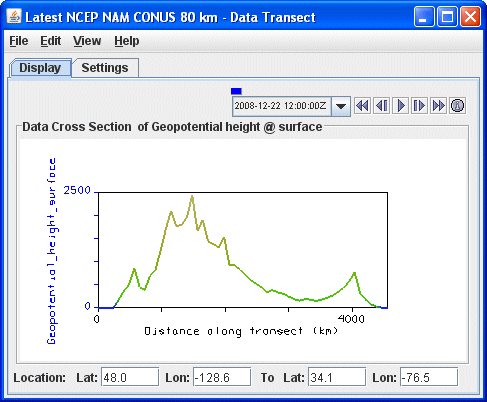 Latest NCEP NAM CONUS 80 km - Data Transect
File Edit View Help
Display Settings
2008-12-22 12:00:00Z
Data Cross Section of Geopotential height @ surface
Geopotential_height_surface
2500
0
0 4000
Distance along transect (km)
Location: Lat: 48.0 Lon: -128.6 To Lat: 34.1 Lon: -76.5